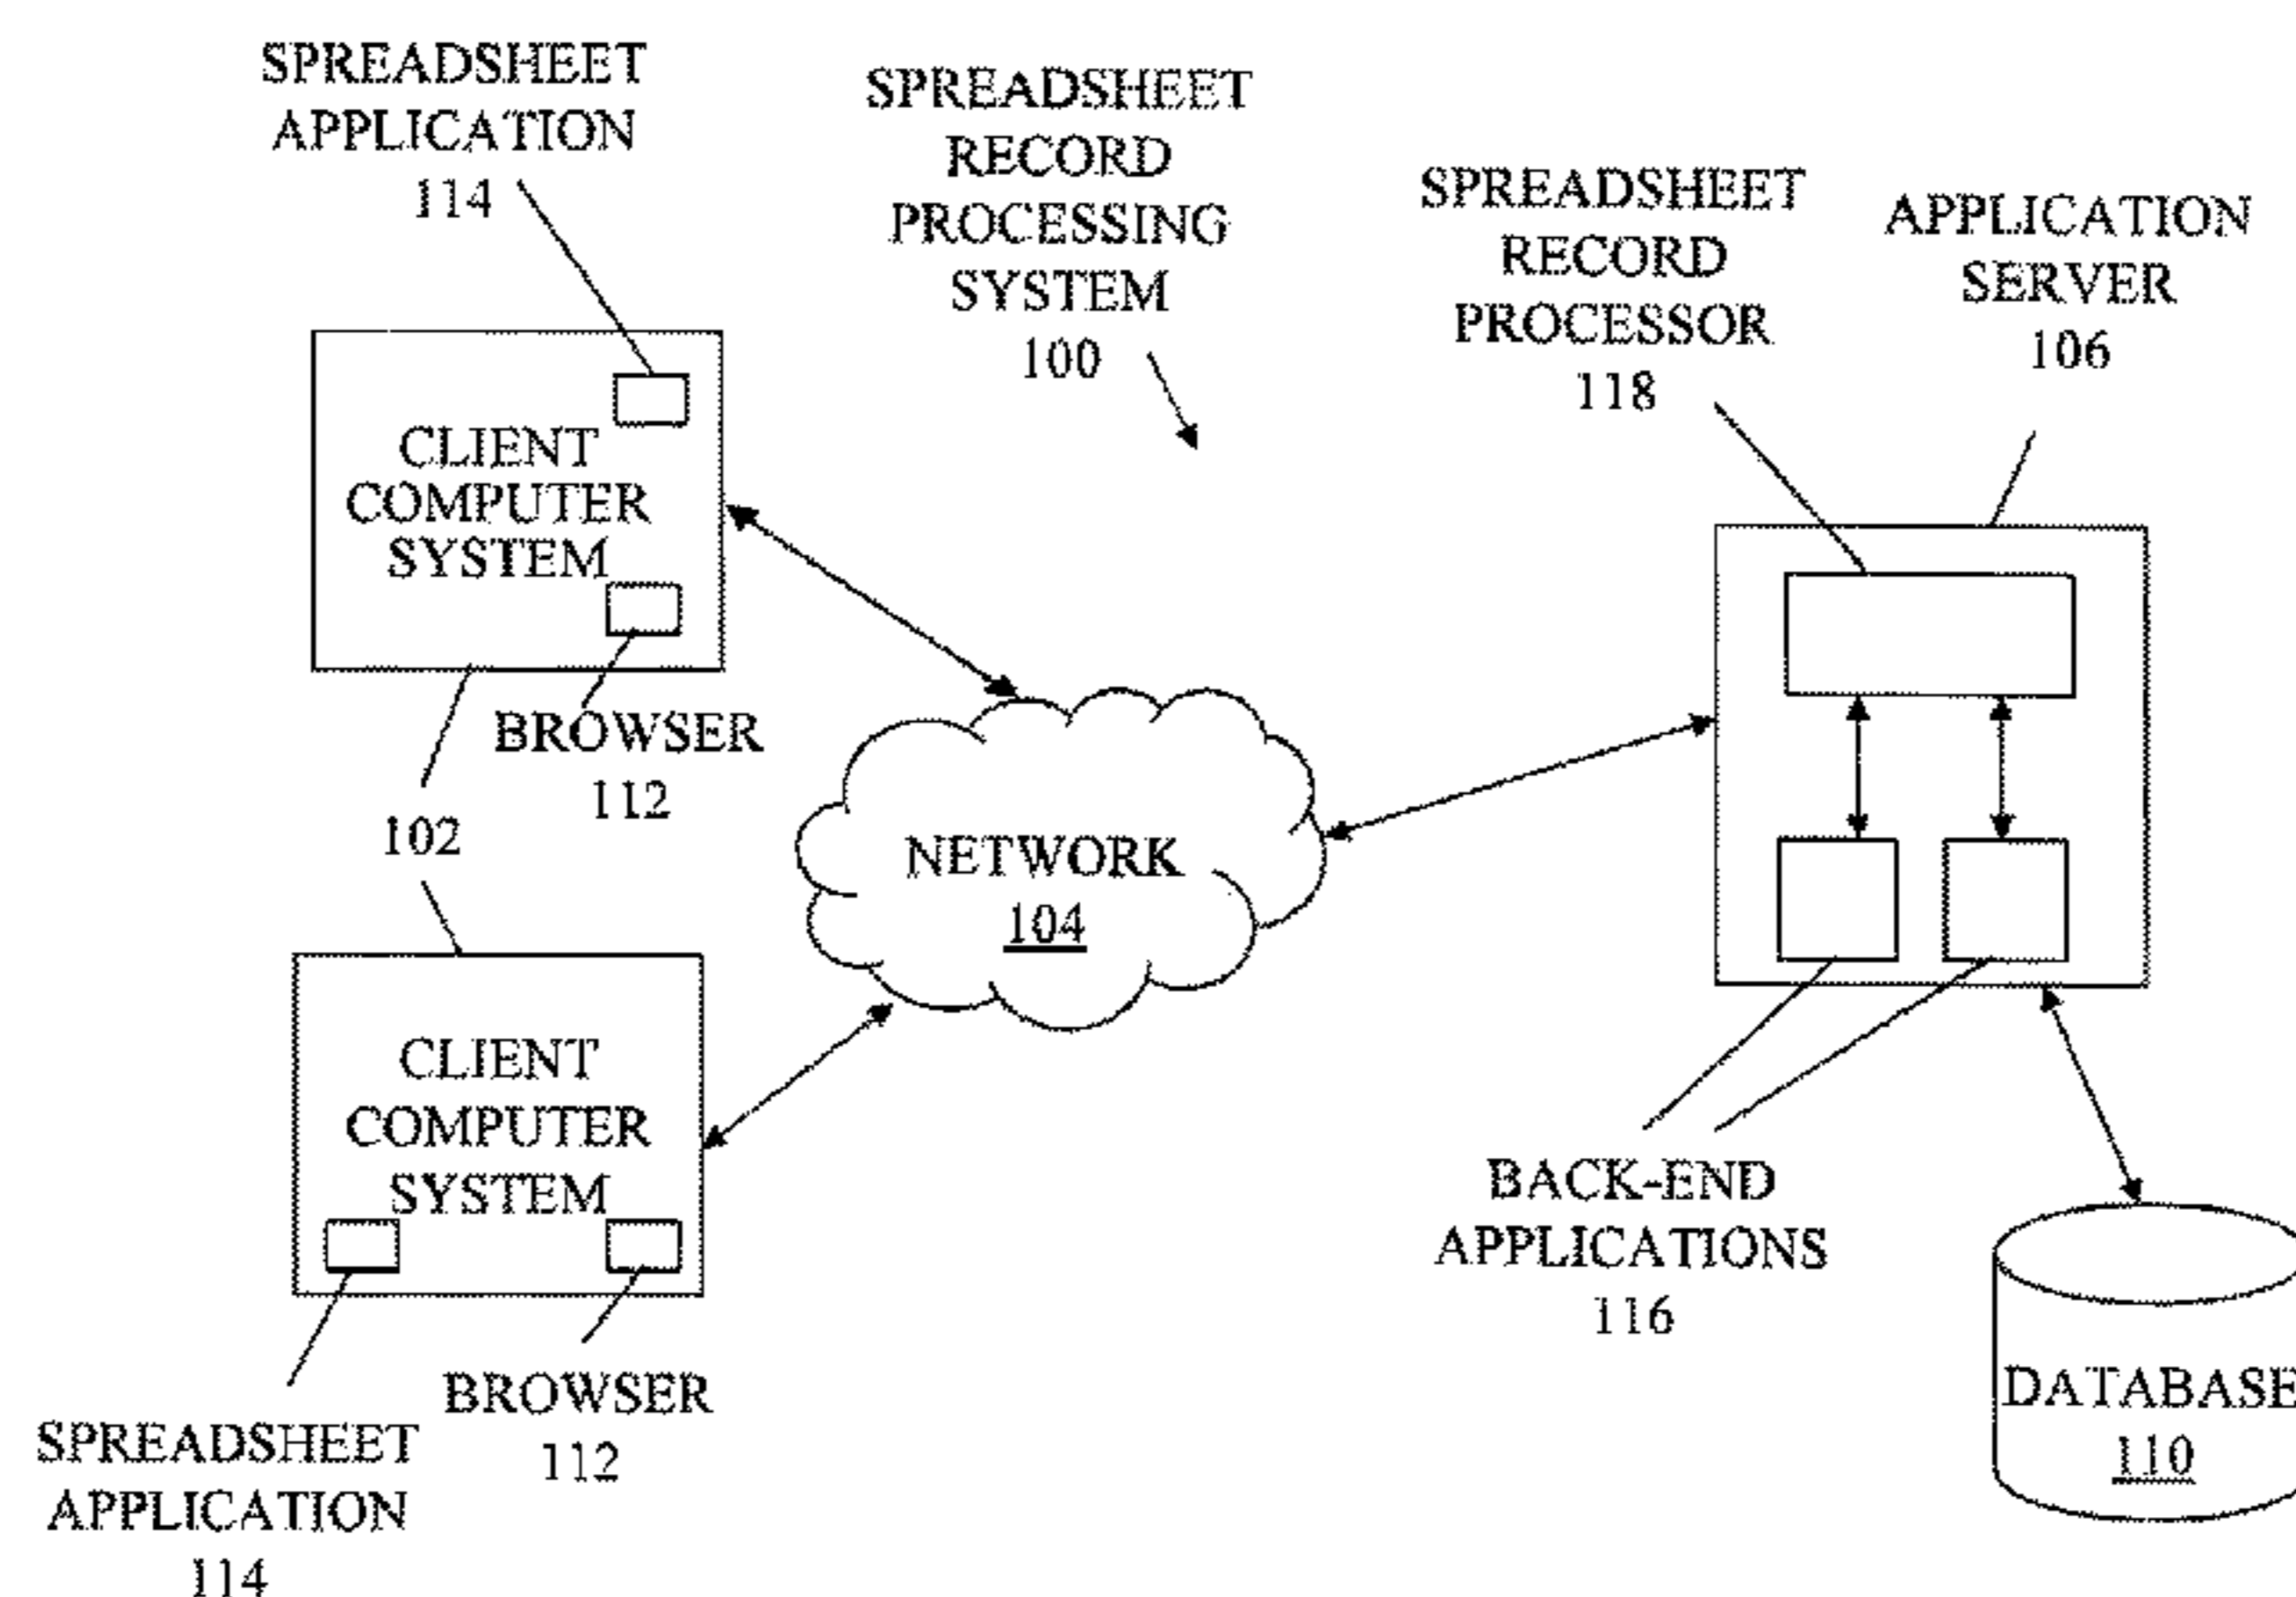 SPREADSHEET
APPLICATION
114
SPREADSHEET
RECORD
PROCESSING
SYSTEM
100
SPREADSHEET
RECORD
PROCESSOR
118
APPLICATION
SERVER
106
CLIENT
COMPUTER
SYSTEM
BROWSER
112
102
NETWORK
104
CLIENT
COMPUTER
SYSTEM
BROWSER
112
SPREADSHEET
APPLICATION
114
BACK-END
APPLICATIONS
116
DATABASE
110